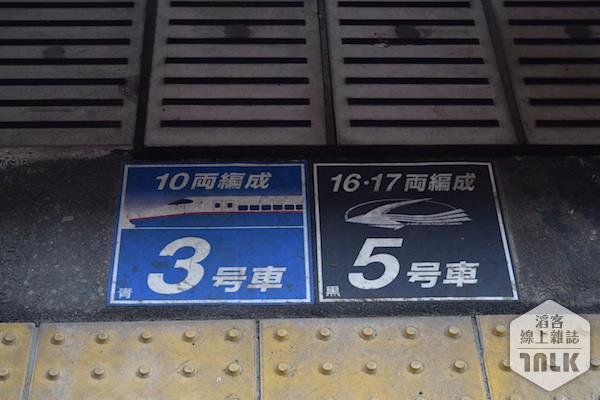 10両編成
3号車
青
16・17両編成
5号車
黒
滔客
線上雜誌
TALK